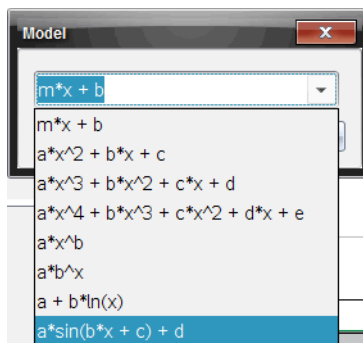 Model
x
m*x + b
m*x + b
a*x^2 + b*x + c
a*x^3 + b*x^2 + c*x + d
a*x^4 + b*x^3 + c*x^2 + d*x + e
a*x^b
a*b^x
a + b*ln(x)
a*sin(b*x + c) + d